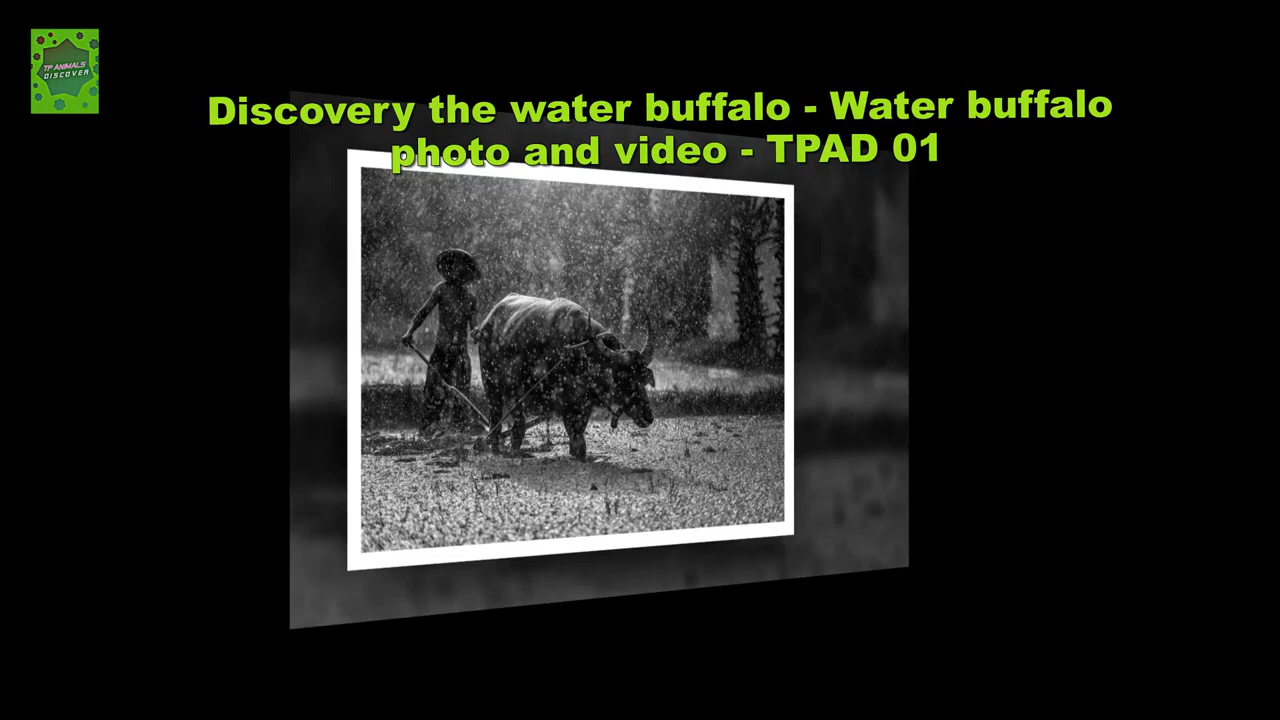 TP ANIMALS
DISCOVER
Discovery the water buffalo - Water buffalo
photo and video - TPAD 01